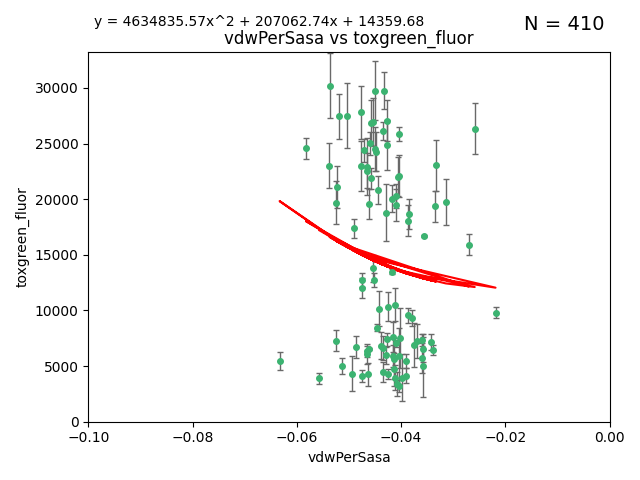 y = 4634835.57x^2 + 207062.74x + 14359.68
N = 410
vdwPerSasa vs toxgreen_fluor
30000
25000
20000
15000
10000
5000
0
toxgreen_fluor
−0.10
−0.08
−0.06
−0.04
−0.02
0.00
vdwPerSasa